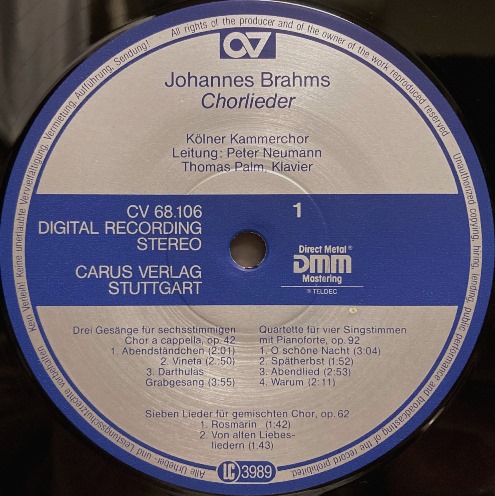 All rights of the producer and of the owner of the work reproduced reserved
Unauthorized copying, hiring, lending, public performance and broadcasting of the record prohibited
Alle Urheber- und Leistungsschutzrechte vorbehalten
Kein Verleih! Keine unerlaubte Vervielfältigung, Vermietung, Aufführung, Sendung!
Johannes Brahms
Chorlieder
Kölner Kammerchor
Leitung: Peter Neumann
Thomas Palm, Klavier
CV 68.106
DIGITAL RECORDING
STEREO
CARUS VERLAG
STUTTGART
1
Direct Metal®
DMM
Mastering
TELDEC
Drei Gesänge für sechsstimmigen
Chor a cappella, op. 42
1. Abendständchen (2:01)
2. Vineta (2:50)
3. Darthulas
Grabgesang (3:55)
Quartette für vier Singstimmen
mit Pianoforte, op. 92
1. O schöne Nacht (3:04)
2. Spätherbst (1:52)
3. Abendlied (2:53)
4. Warum (2:11)
Sieben Lieder für gemischten Chor, op. 62
1. Rosmarin (1:42)
2. Von alten Liebes-
liedern (1:43)
LC 3989